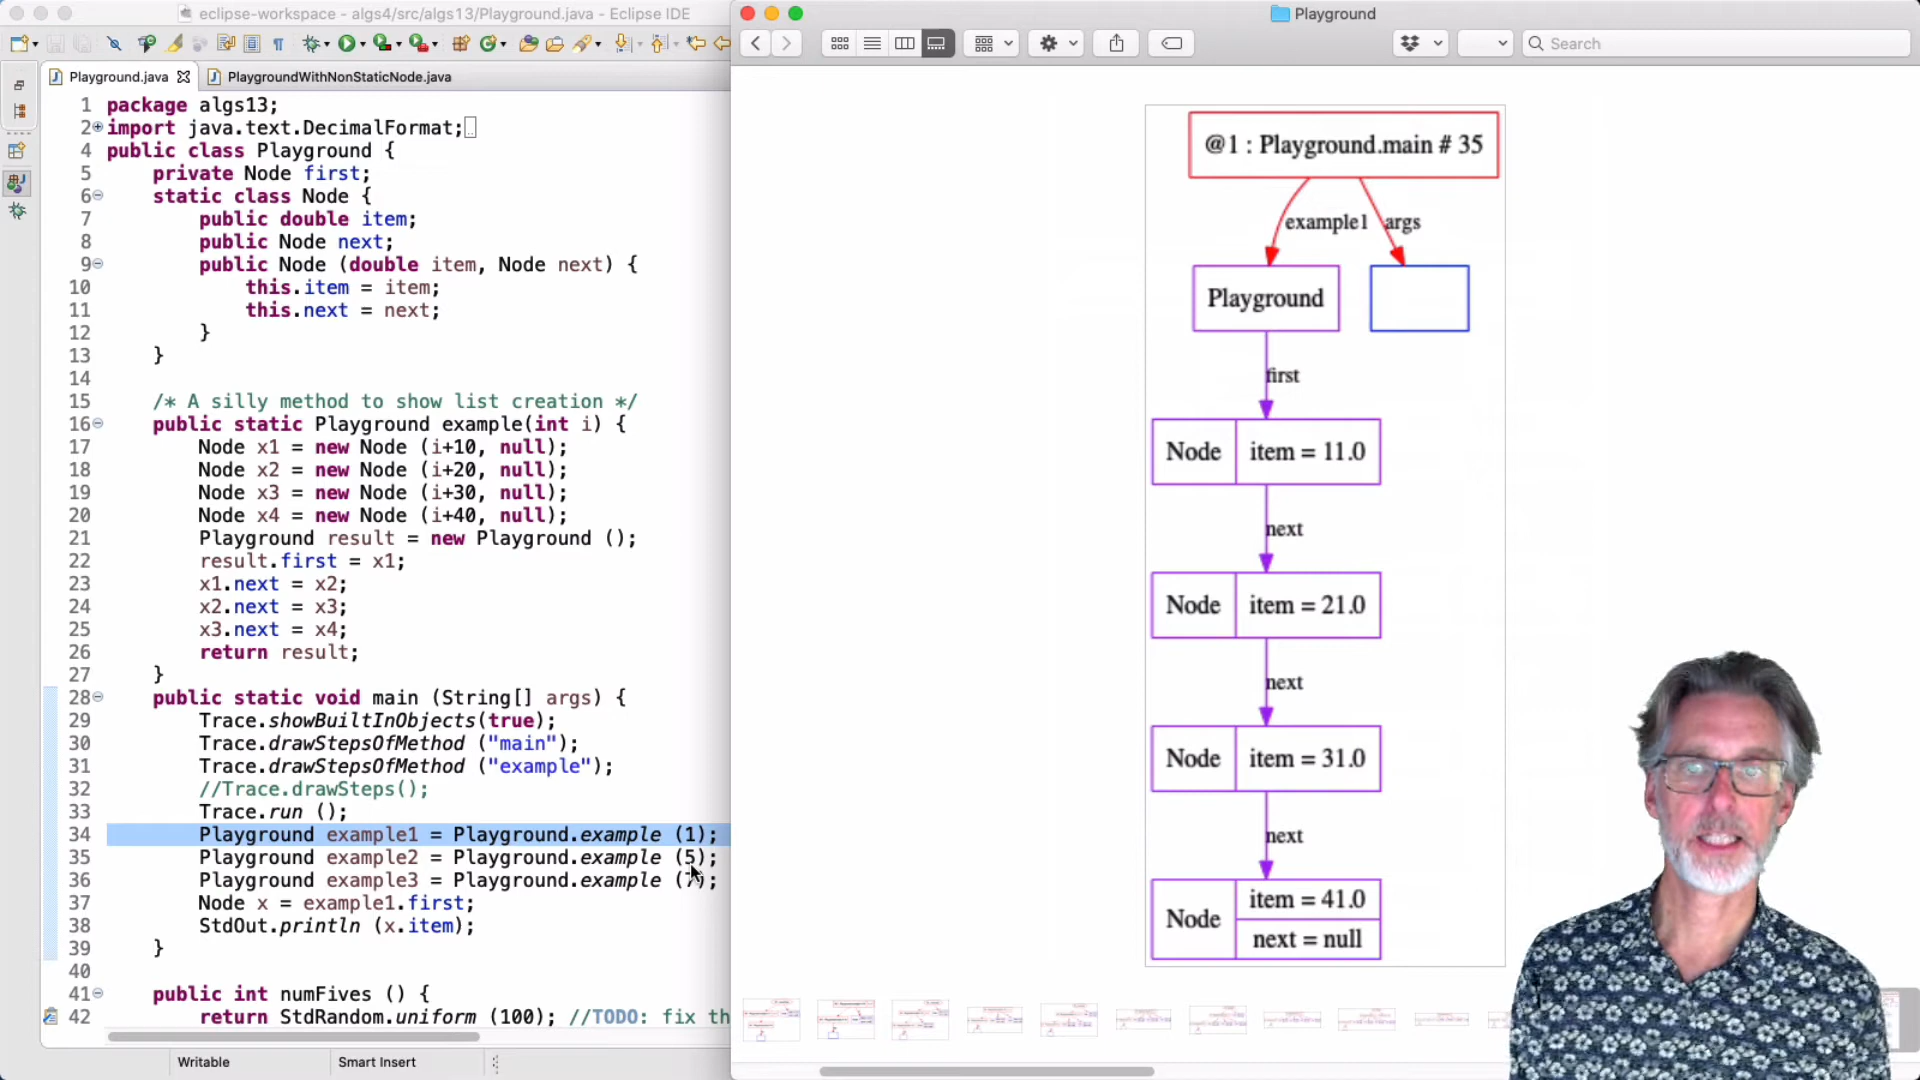 eclipse-workspace - algs4/src/algs13/Playground.java - Eclipse IDE
Playground.java
PlaygroundWithNonStaticNode.java
1 package algs13;
2 import java.text.DecimalFormat;
4 public class Playground {
5 private Node first;
6 static class Node {
7 public double item;
8 public Node next;
9 public Node (double item, Node next) {
10 this.item = item;
11 this.next = next;
12 }
13 }
14
15 /* A silly method to show list creation */
16 public static Playground example(int i) {
17 Node x1 = new Node (i+10, null);
18 Node x2 = new Node (i+20, null);
19 Node x3 = new Node (i+30, null);
20 Node x4 = new Node (i+40, null);
21 Playground result = new Playground ();
22 result.first = x1;
23 x1.next = x2;
24 x2.next = x3;
25 x3.next = x4;
26 return result;
27 }
28 public static void main (String[] args) {
29 Trace.showBuiltInObjects(true);
30 Trace.drawStepsOfMethod ("main");
31 Trace.drawStepsOfMethod ("example");
32 //Trace.drawSteps();
33 Trace.run ();
34 Playground example1 = Playground.example (1);
35 Playground example2 = Playground.example (5);
36 Playground example3 = Playground.example (7);
37 Node x = example1.first;
38 StdOut.println (x.item);
39 }
40
41 public int numFives () {
42 return StdRandom.uniform (100); //TODO: fix th
Writable
Smart Insert
Playground
Search
@1 : Playground.main # 35
example1
args
Playground
first
Node
item = 11.0
next
Node
item = 21.0
next
Node
item = 31.0
next
Node
item = 41.0
next = null